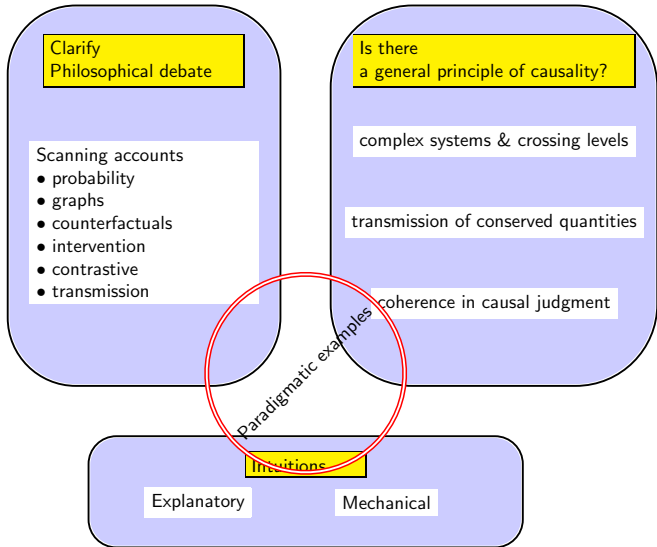 Clarify
Philosophical debate
Scanning accounts
• probability
• graphs
• counterfactuals
• intervention
• contrastive
• transmission
Is there
a general principle of causality?
complex systems & crossing levels
transmission of conserved quantities
coherence in causal judgment
Paradigmatic examples
Intuitions
Explanatory
Mechanical